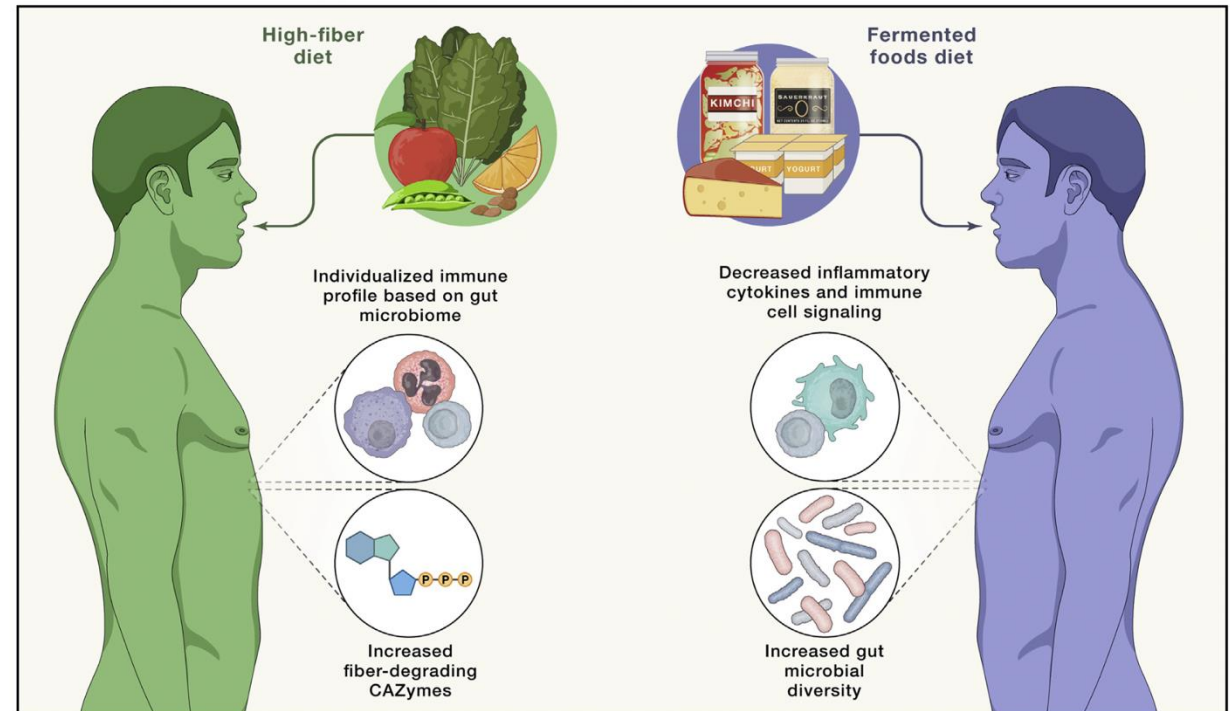 High-fiber
diet
Fermented
foods diet
KIMCHI
SAUERKRAUT
YOGURT
Individualized immune
profile based on gut
microbiome
Decreased inflammatory
cytokines and immune
cell signaling
P P P
Increased
fiber-degrading
CAZymes
Increased gut
microbial
diversity